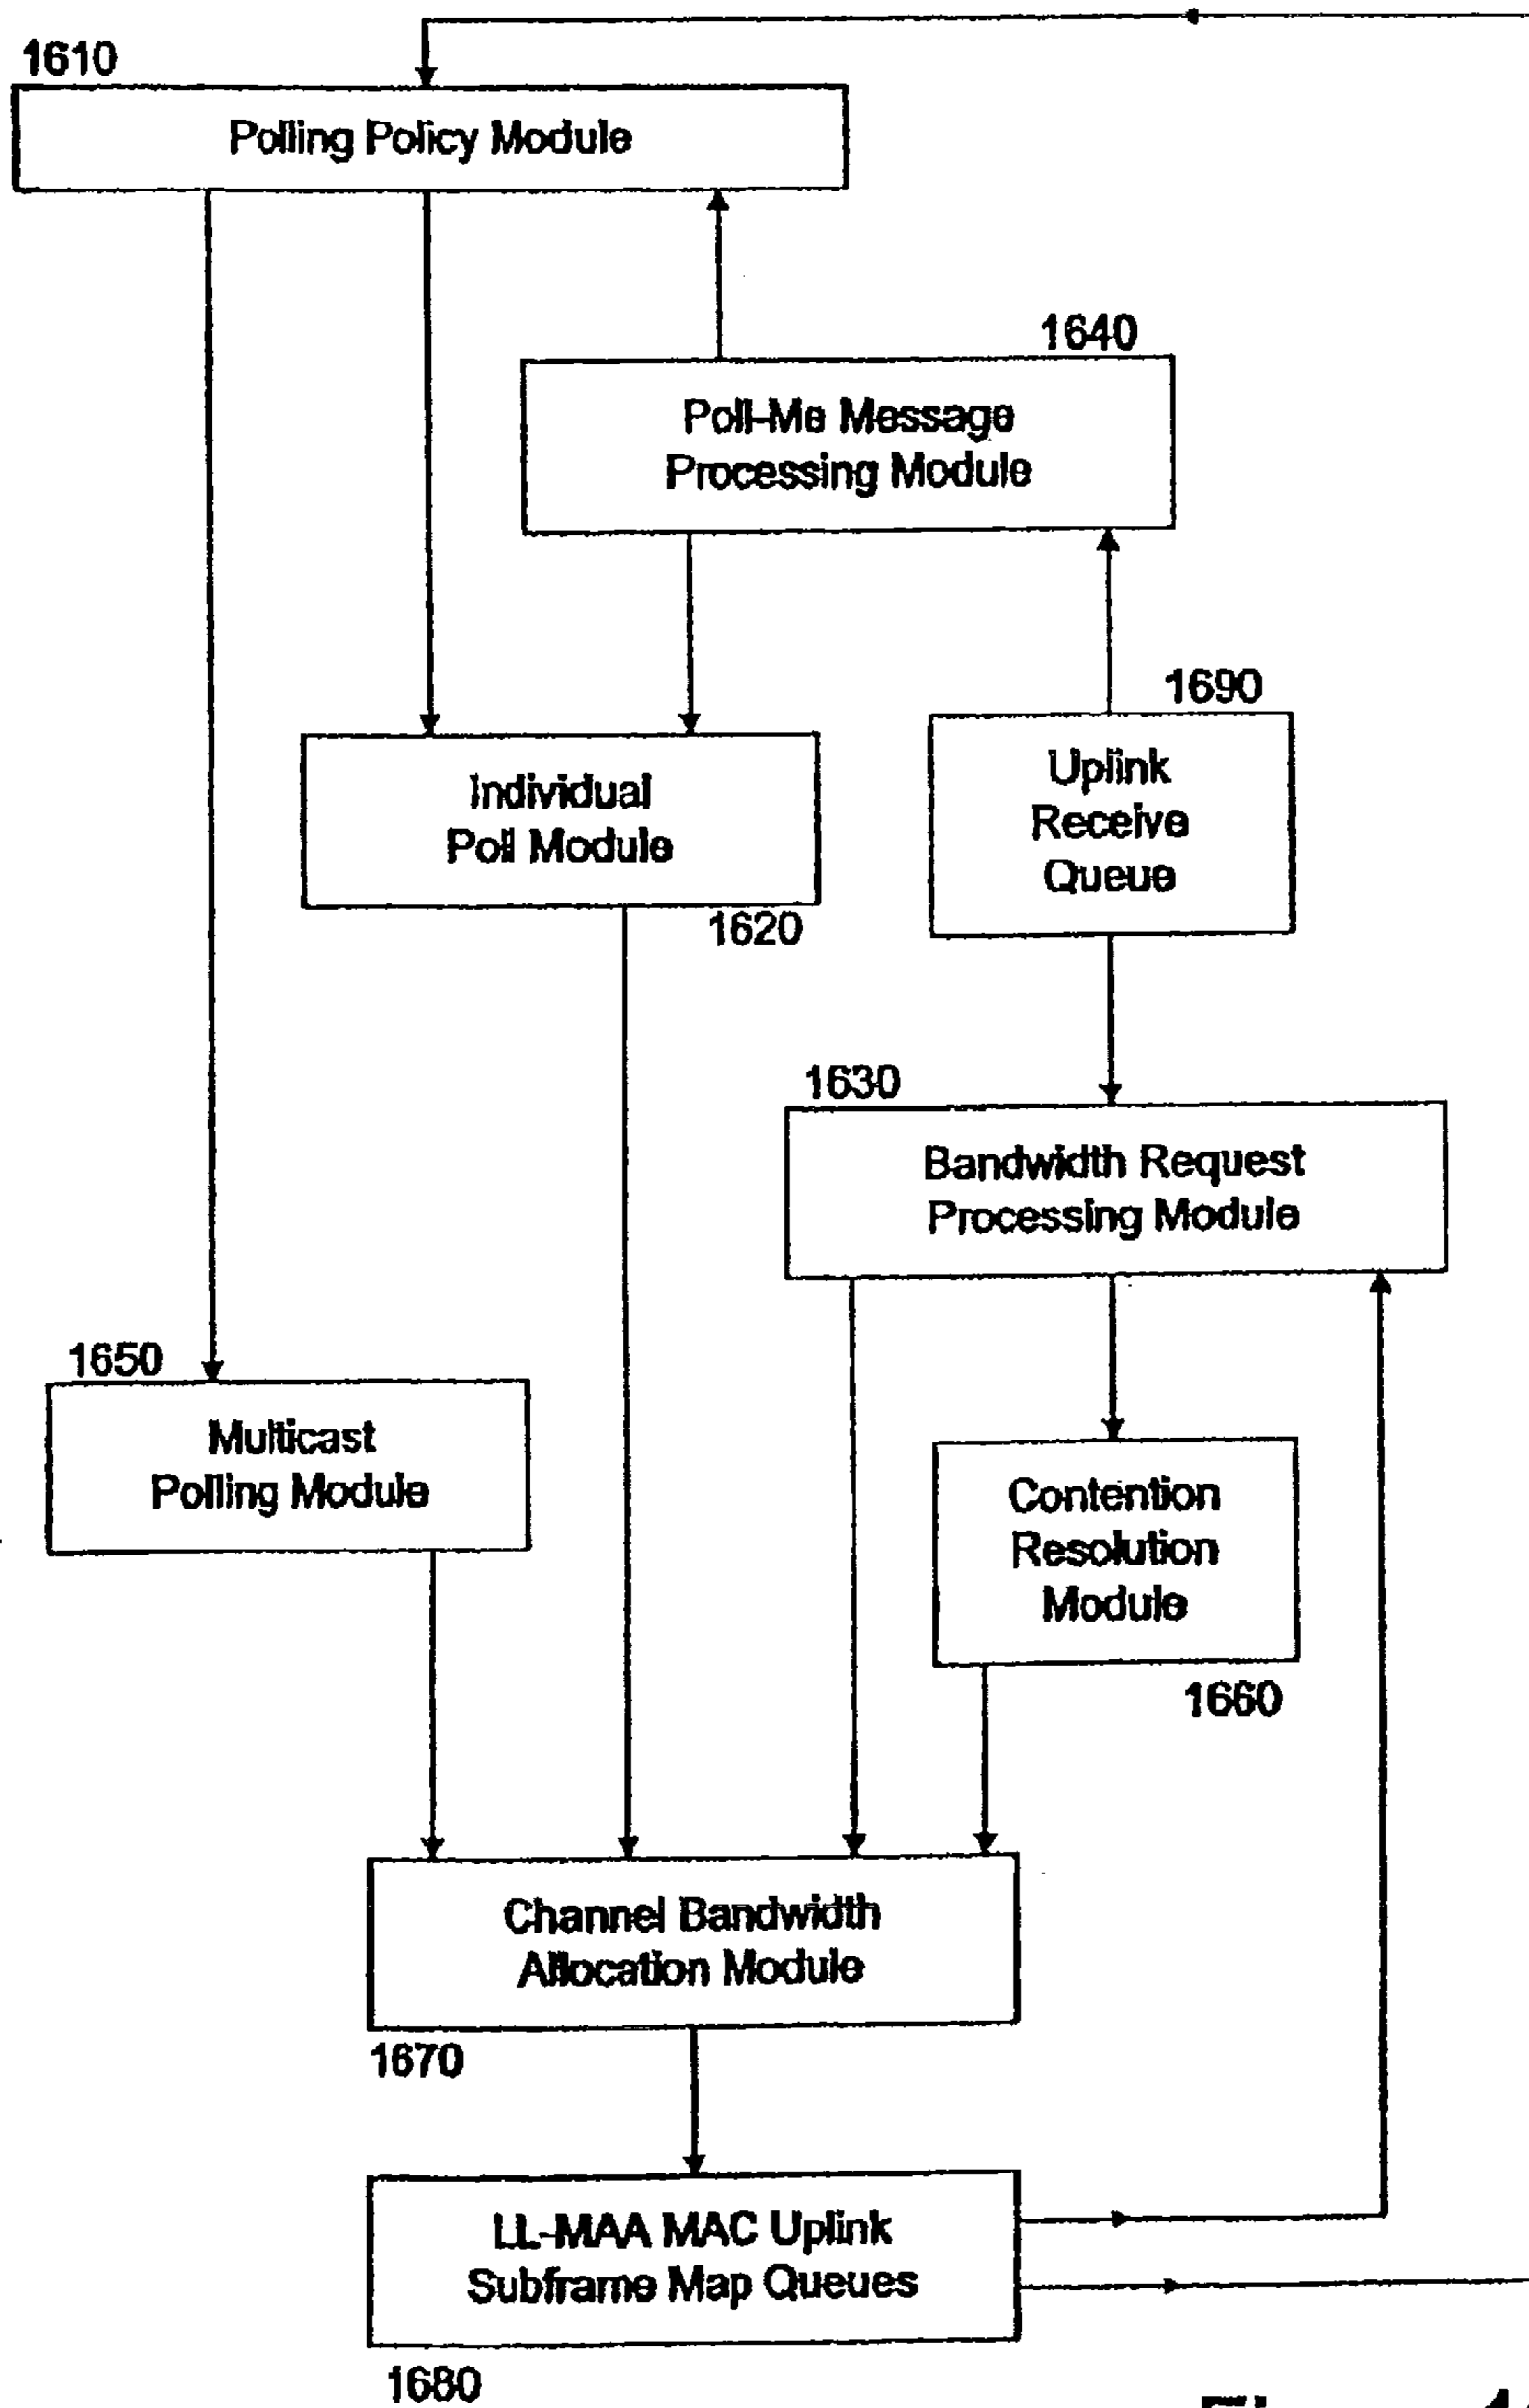 1610
Polling Policy Module
1640
Poll-Me Message
Processing Module
1690
Uplink
Receive
Queue
Individual
Poll Module
1620
1630
Bandwidth Request
Processing Module
1650
Multicast
Polling Module
Contention
Resolution
Module
1660
Channel Bandwidth
Allocation Module
1670
LL-MAA MAC Uplink
Subframe Map Queues
1680